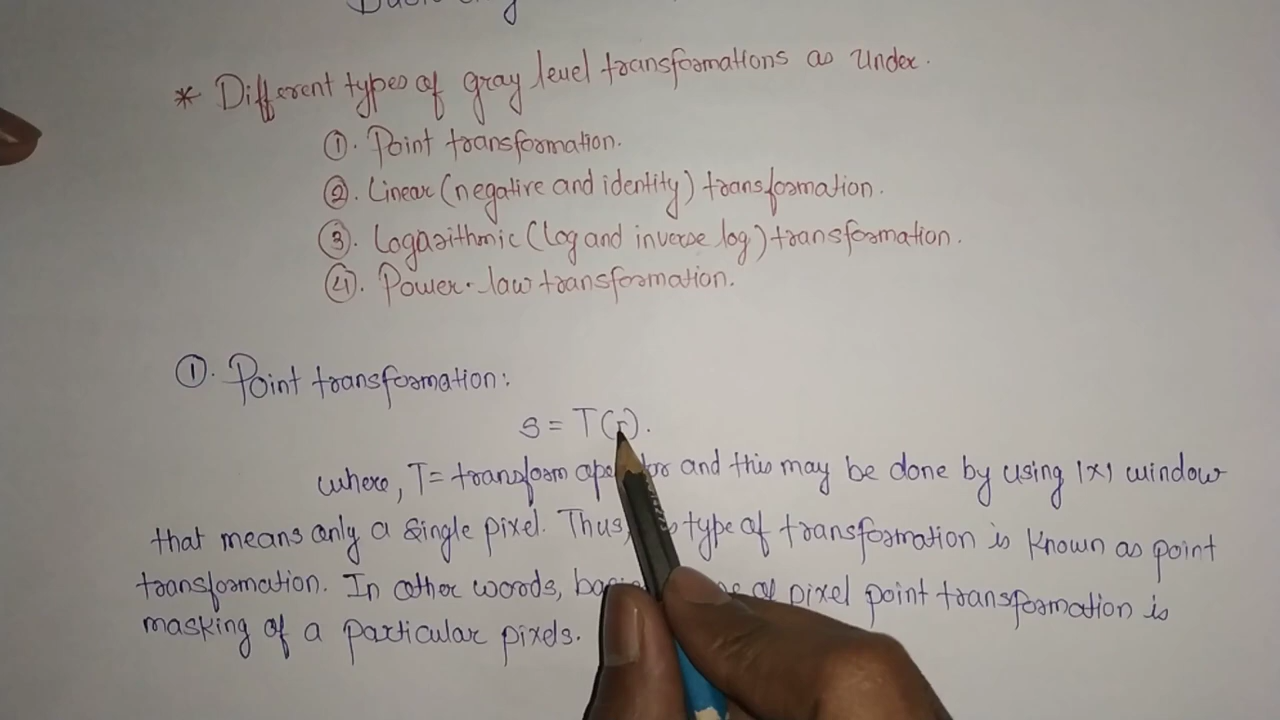 * Different types of gray level transformations as Under.
①. Point transformation.
②. Linear (negative and identity) transformation.
③. Logarithmic (log and inverse log) transformation.
④. Power-law transformation.
①. Point transformation:
s = T(r).
where, T = transform and this may be done by using 1x1 window
that means only a single pixel. Thus, type of transformation is known as point
transformation. In other words, of pixel point transformation is
masking of a particular pixels.